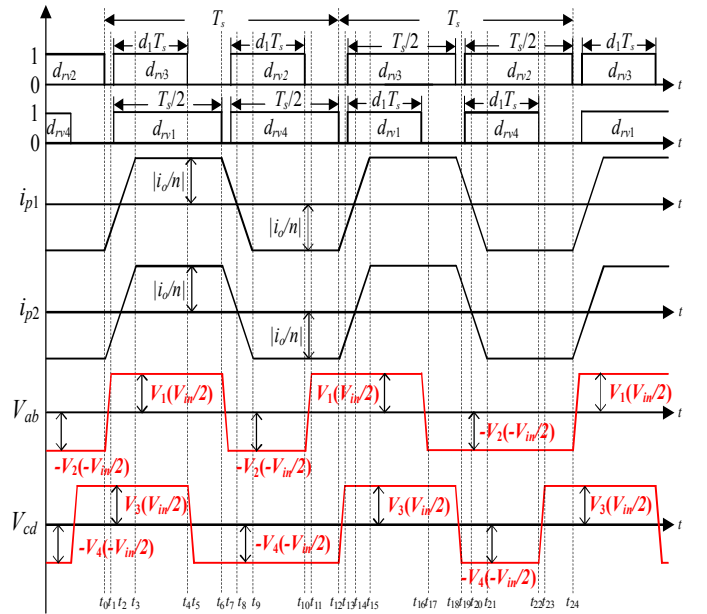 T_s T_s
d_1T_s d_1T_s T_s/2 T_s/2 d_1T_s
1
0
d_rv2 d_rv3 d_rv2 d_rv3 d_rv2 d_rv3 t
T_s/2 T_s/2 d_1T_s d_1T_s
1
0
d_rv4 d_rv1 d_rv4 d_rv1 d_rv4 d_rv1 t
i_p1 |i_o/n| |i_o/n| t
i_p2 |i_o/n| |i_o/n| t
V_1(V_in/2) V_1(V_in/2) V_1(V_in/2)
V_ab t
-V_2(-V_in/2) -V_2(-V_in/2) -V_2(-V_in/2)
V_3(V_in/2) V_3(V_in/2) V_3(V_in/2)
V_cd t
-V_4(-V_in/2) -V_4(-V_in/2) -V_4(-V_in/2)
t_0 t_1 t_2 t_3 t_4 t_5 t_6 t_7 t_8 t_9 t_10 t_11 t_12 t_13 t_14 t_15 t_16 t_17 t_18 t_19 t_20 t_21 t_22 t_23 t_24